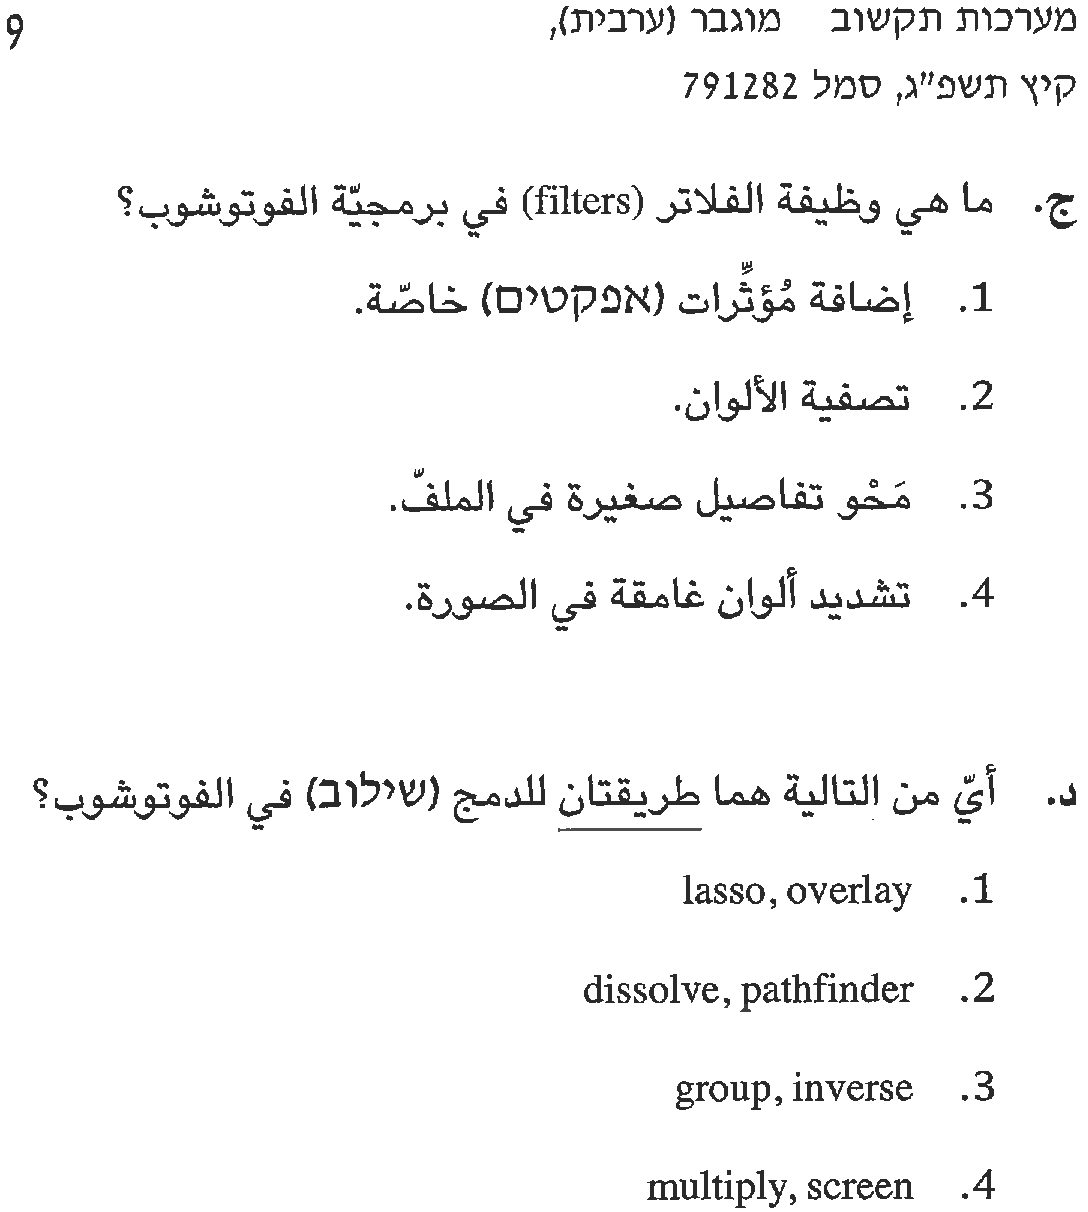 מערכות תקשוב מוגבר (ערבית),
9
קיץ תשפ"ג, סמל 791282
ج. ما هي وظيفة الفلاتر (filters) في برمجيّة الفوتوشوب؟
1. إضافة مُؤثِّرات (אפקטים) خاصّة.
2. تصفية الألوان.
3. مَحْو تفاصيل صغيرة في الملفّ.
4. تشديد ألوان غامقة في الصورة.
د. أيّ من التالية هما طريقتان للدمج (שילוב) في الفوتوشوب؟
1. lasso, overlay
2. dissolve, pathfinder
3. group, inverse
4. multiply, screen